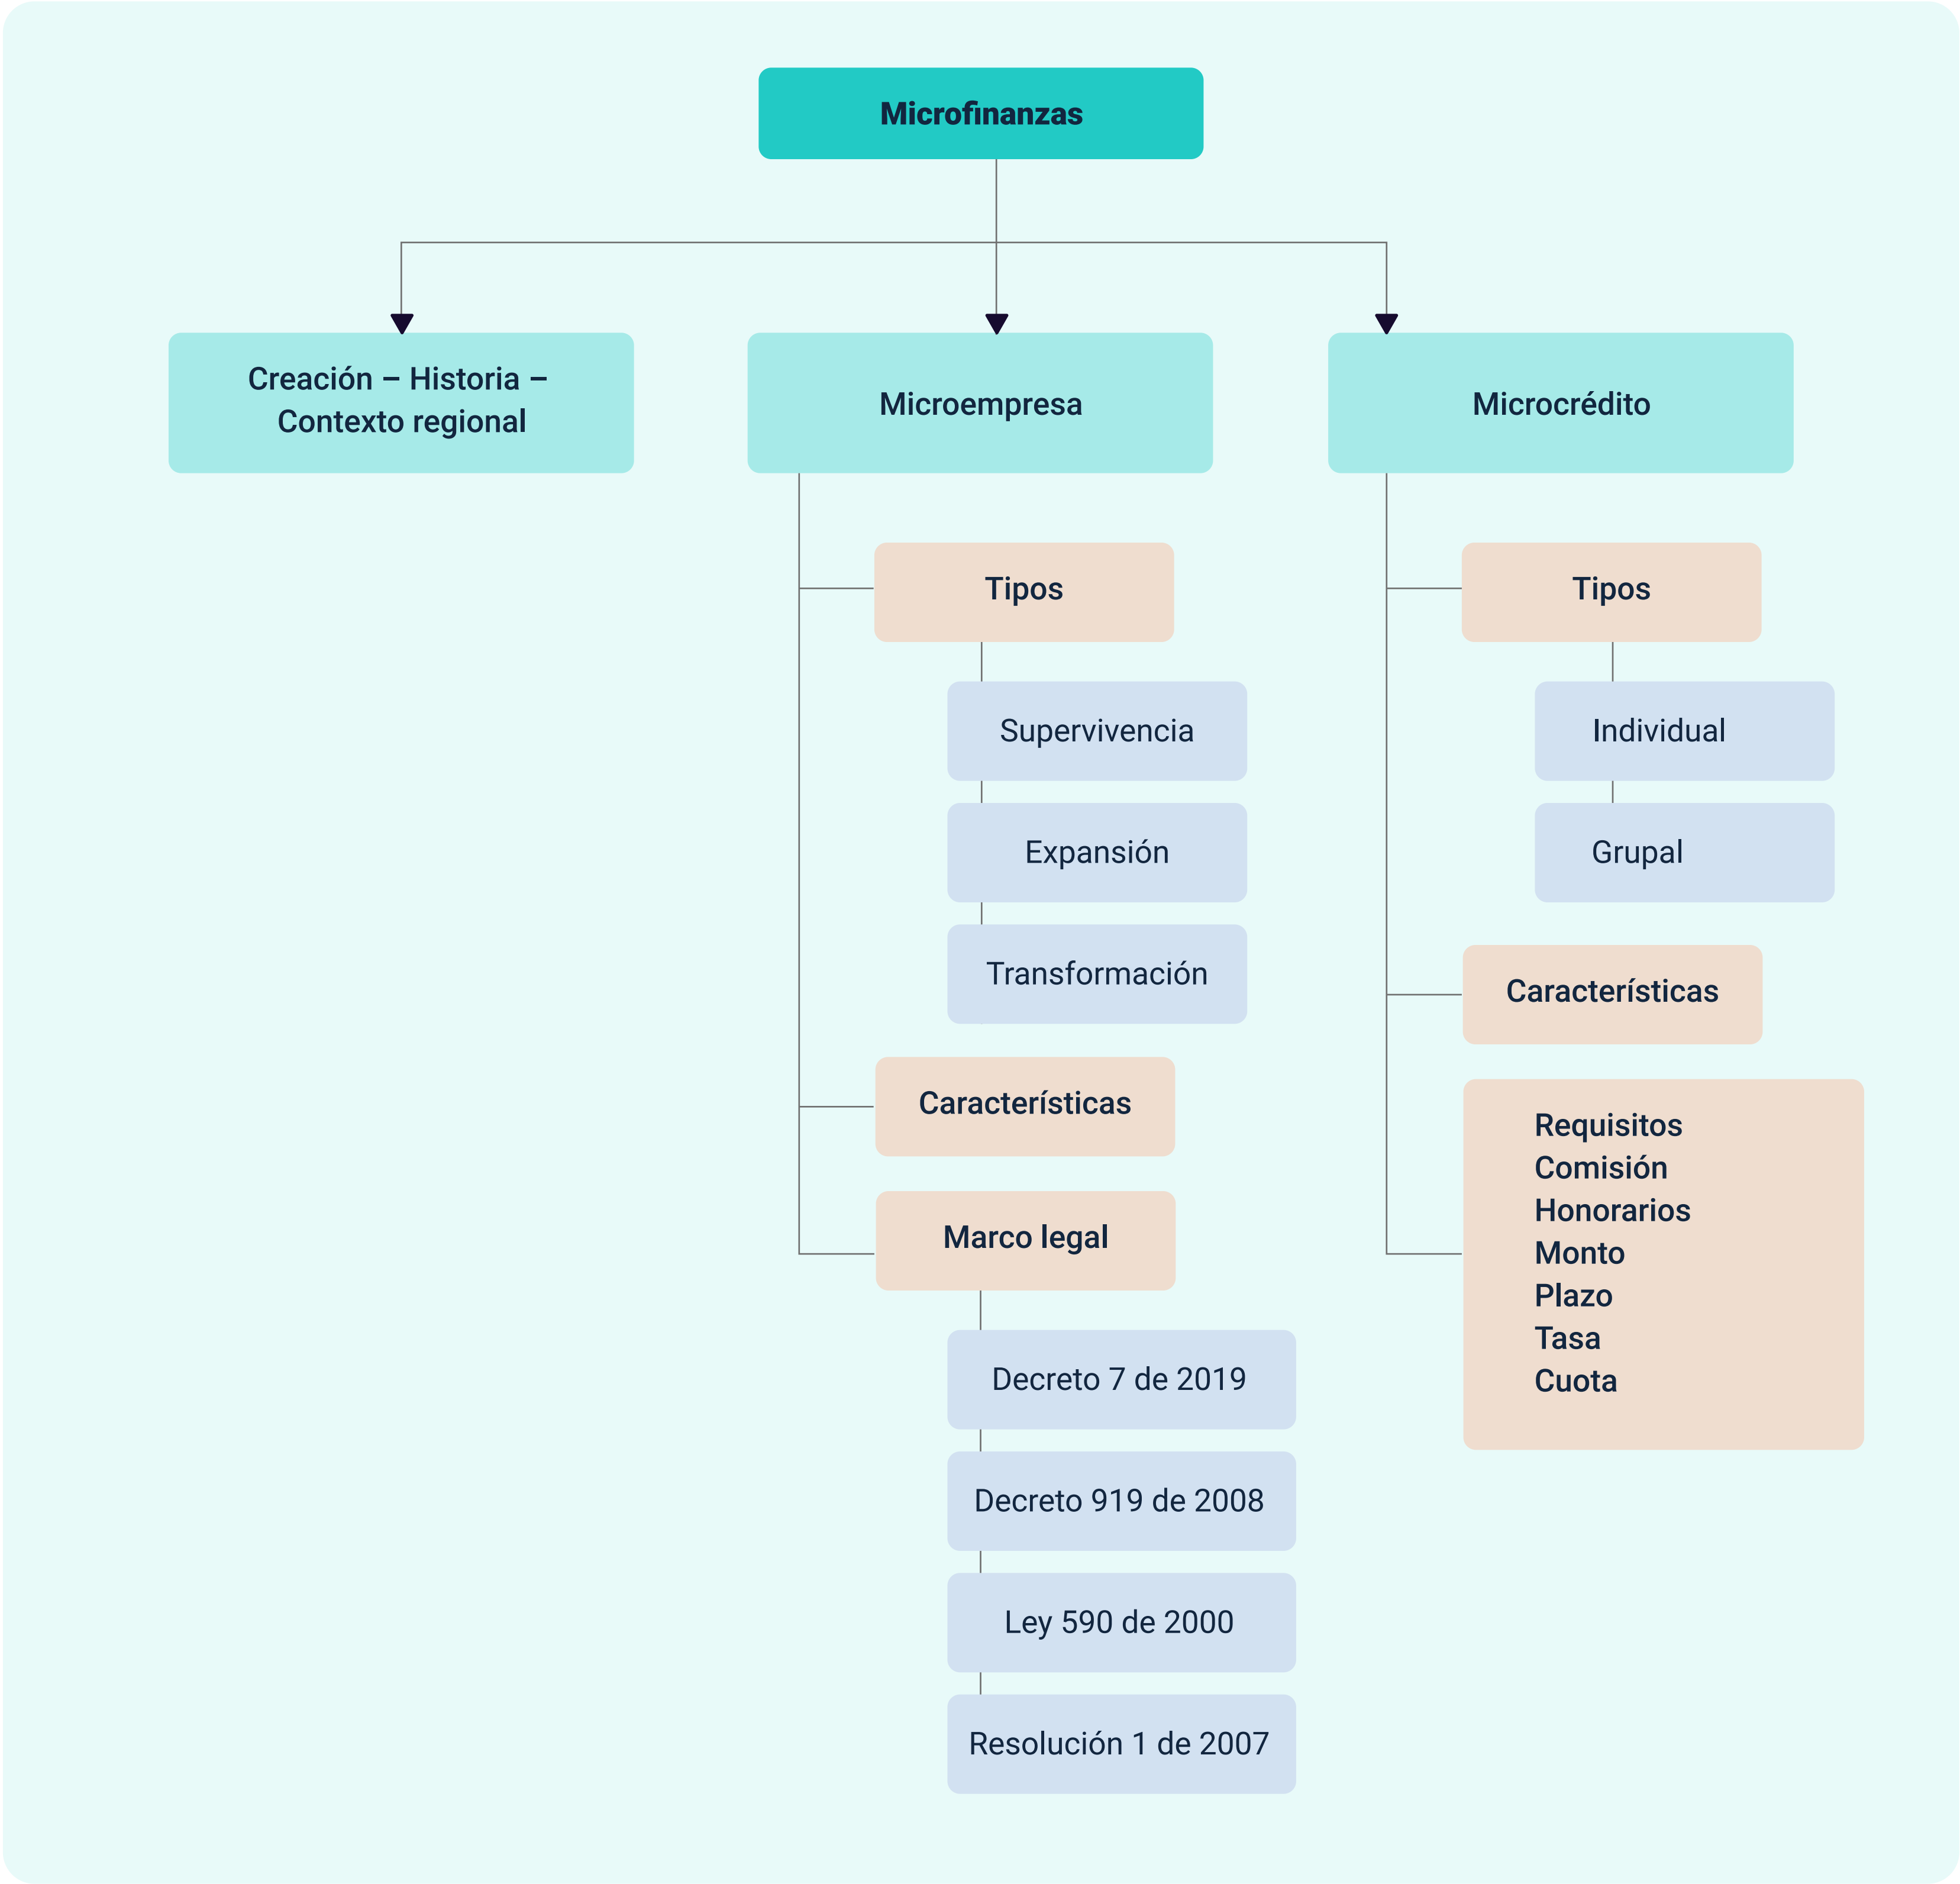 Microfinanzas
Creación – Historia –
Contexto regional
Microempresa
Tipos
Supervivencia
Expansión
Transformación
Características
Marco legal
Decreto 7 de 2019
Decreto 919 de 2008
Ley 590 de 2000
Resolución 1 de 2007
Microcrédito
Tipos
Individual
Grupal
Características
Requisitos
Comisión
Honorarios
Monto
Plazo
Tasa
Cuota